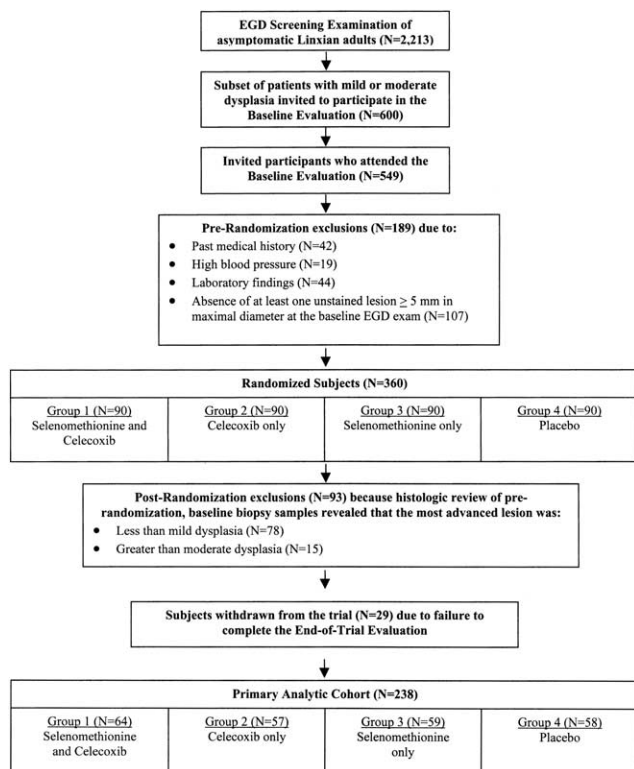 EGD Screening Examination of
asymptomatic Linxian adults (N=2,213)
Subset of patients with mild or moderate
dysplasia invited to participate in the
Baseline Evaluation (N=600)
Invited participants who attended the
Baseline Evaluation (N=549)
Pre-Randomization exclusions (N=189) due to:
• Past medical history (N=42)
• High blood pressure (N=19)
• Laboratory findings (N=44)
• Absence of at least one unstained lesion ≥ 5 mm in
maximal diameter at the baseline EGD exam (N=107)
Randomized Subjects (N=360)
Group 1 (N=90)
Selenomethionine and
Celecoxib
Group 2 (N=90)
Celecoxib only
Group 3 (N=90)
Selenomethionine only
Group 4 (N=90)
Placebo
Post-Randomization exclusions (N=93) because histologic review of pre-
randomization, baseline biopsy samples revealed that the most advanced lesion was:
• Less than mild dysplasia (N=78)
• Greater than moderate dysplasia (N=15)
Subjects withdrawn from the trial (N=29) due to failure to
complete the End-of-Trial Evaluation
Primary Analytic Cohort (N=238)
Group 1 (N=64)
Selenomethionine
and Celecoxib
Group 2 (N=57)
Celecoxib only
Group 3 (N=59)
Selenomethionine
only
Group 4 (N=58)
Placebo